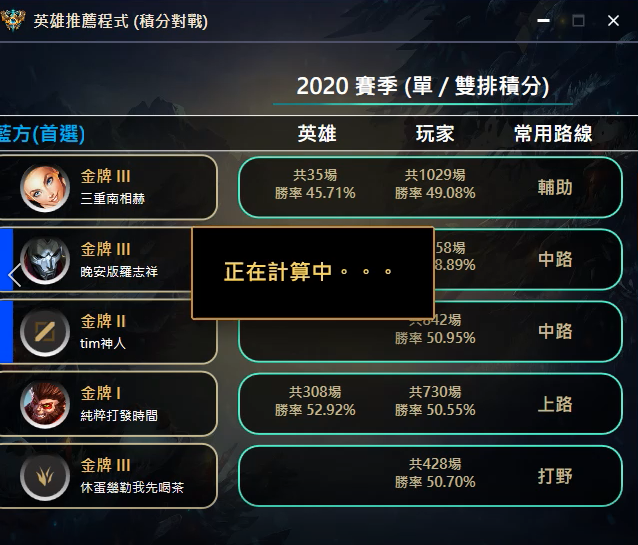 英雄推薦程式 (積分對戰)
2020 賽季 (單 / 雙排積分)
藍方(首選) 英雄 玩家 常用路線
金牌 III
三重南相赫
共35場
勝率 45.71%
共1029場
勝率 49.08%
輔助
金牌 III
晚安版羅志祥
58場
8.89%
中路
正在計算中。。。
金牌 II
tim神人
共842場
勝率 50.95%
中路
金牌 I
純粹打發時間
共308場
勝率 52.92%
共730場
勝率 50.55%
上路
金牌 III
休蛋幾勒我先喝茶
共428場
勝率 50.70%
打野